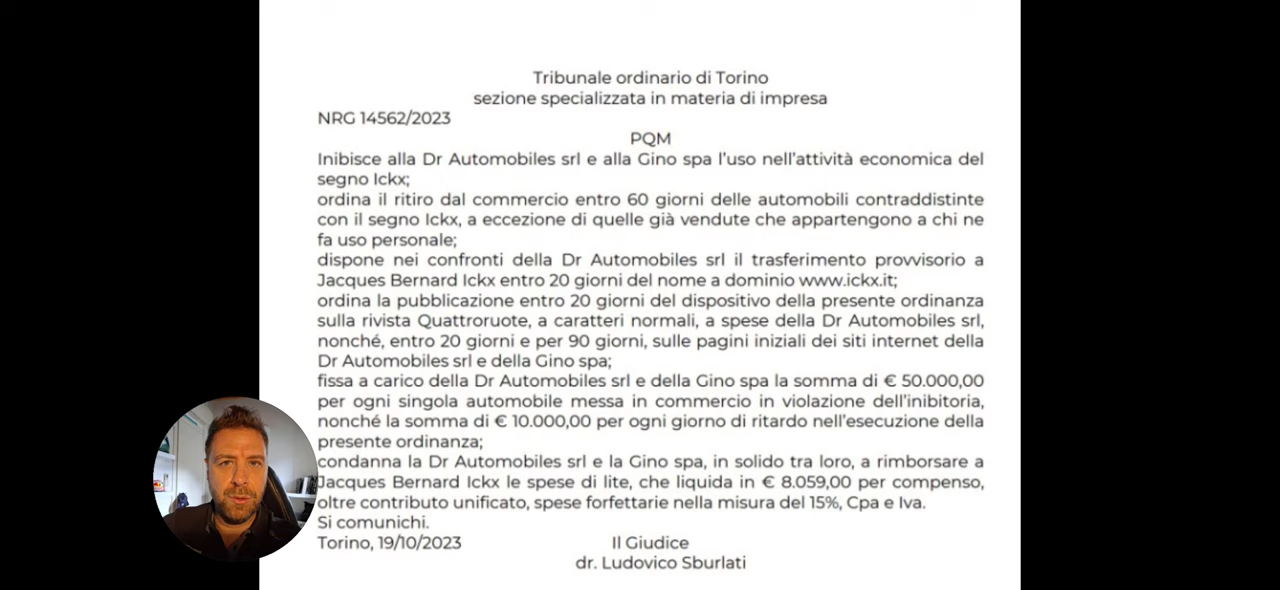 Tribunale ordinario di Torino
sezione specializzata in materia di impresa
NRG 14562/2023
PQM
Inibisce alla Dr Automobiles srl e alla Gino spa l'uso nell'attività economica del
segno Ickx;
ordina il ritiro dal commercio entro 60 giorni delle automobili contraddistinte
con il segno Ickx, a eccezione di quelle già vendute che appartengono a chi ne
fa uso personale;
dispone nei confronti della Dr Automobiles srl il trasferimento provvisorio a
Jacques Bernard Ickx entro 20 giorni del nome a dominio www.ickx.it;
ordina la pubblicazione entro 20 giorni del dispositivo della presente ordinanza
sulla rivista Quattroruote, a caratteri normali, a spese della Dr Automobiles srl,
nonché, entro 20 giorni e per 90 giorni, sulle pagini iniziali dei siti internet della
Dr Automobiles srl e della Gino spa;
fissa a carico della Dr Automobiles srl e della Gino spa la somma di € 50.000,00
per ogni singola automobile messa in commercio in violazione dell'inibitoria,
nonché la somma di € 10.000,00 per ogni giorno di ritardo nell'esecuzione della
presente ordinanza;
condanna la Dr Automobiles srl e la Gino spa, in solido tra loro, a rimborsare a
Jacques Bernard Ickx le spese di lite, che liquida in € 8.059,00 per compenso,
oltre contributo unificato, spese forfettarie nella misura del 15%, Cpa e Iva.
Si comunichi.
Torino, 19/10/2023 Il Giudice
dr. Ludovico Sburlati